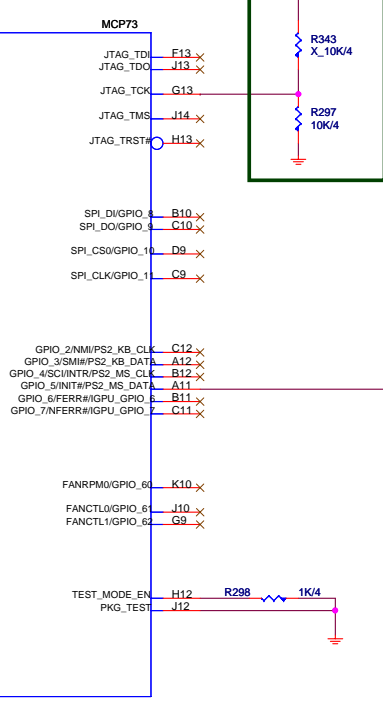 MCP73
R343
X_10K/4
JTAG_TDI F13
JTAG_TDO J13
JTAG_TCK G13
R297
10K/4
JTAG_TMS J14
JTAG_TRST# H13
SPI_DI/GPIO_8 B10
SPI_DO/GPIO_9 C10
SPI_CS0/GPIO_10 D9
SPI_CLK/GPIO_11 C9
GPIO_2/NMI/PS2_KB_CLK C12
GPIO_3/SMI#/PS2_KB_DATA A12
GPIO_4/SCI/INTR/PS2_MS_CLK B12
GPIO_5/INIT#/PS2_MS_DATA A11
GPIO_6/FERR#/IGPU_GPIO_6 B11
GPIO_7/NFERR#/IGPU_GPIO_7 C11
FANRPM0/GPIO_60 K10
FANCTL0/GPIO_61 J10
FANCTL1/GPIO_62 G9
TEST_MODE_EN H12 R298 1K/4
PKG_TEST J12